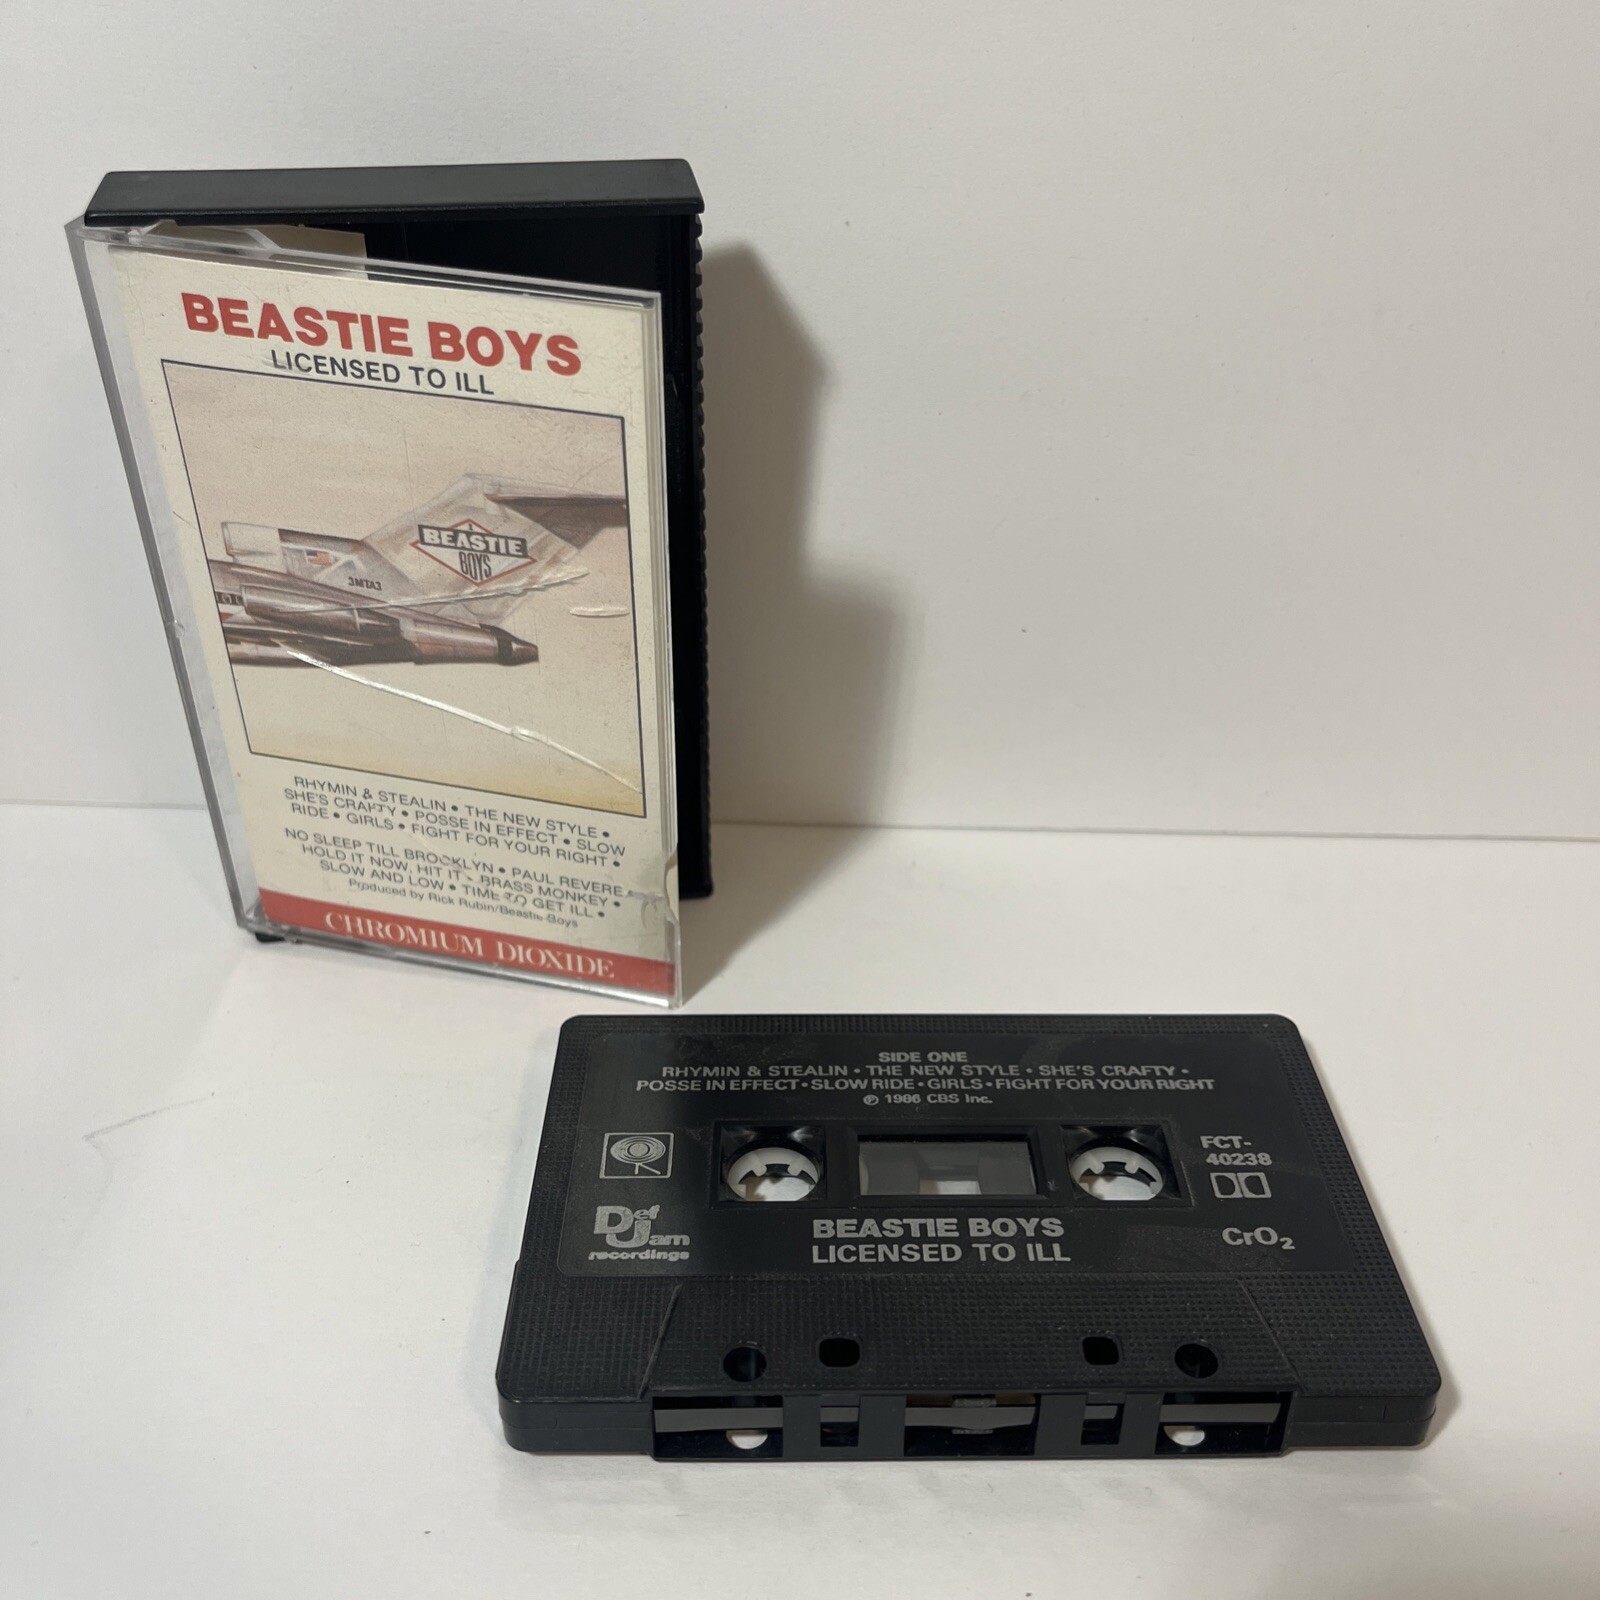 BEASTIE BOYS
LICENSED TO ILL
BEASTIE
BOYS
3MTA3
RHYMIN & STEALIN • THE NEW STYLE •
SHE'S CRAFTY • POSSE IN EFFECT • SLOW
RIDE • GIRLS • FIGHT FOR YOUR RIGHT •
NO SLEEP TILL BROOKLYN • PAUL REVERE •
HOLD IT NOW, HIT IT • BRASS MONKEY •
SLOW AND LOW • TIME TO GET ILL •
Produced by Rick Rubin/Beastie Boys
CHROMIUM DIOXIDE
SIDE ONE
RHYMIN & STEALIN • THE NEW STYLE • SHE'S CRAFTY •
POSSE IN EFFECT • SLOW RIDE • GIRLS • FIGHT FOR YOUR RIGHT
℗ 1986 CBS Inc.
FCT-
40238
Def
Jam
recordings
BEASTIE BOYS
LICENSED TO ILL
CrO₂